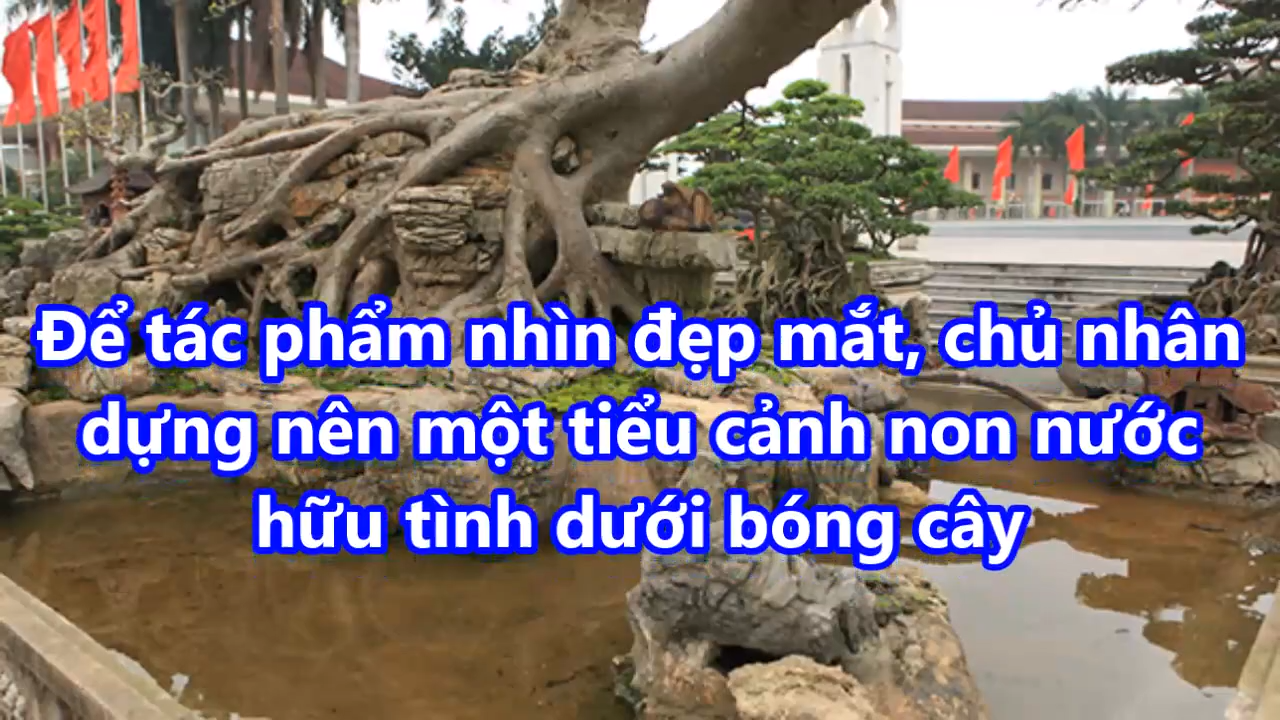 Để tác phẩm nhìn đẹp mắt, chủ nhân
dựng nên một tiểu cảnh non nước
hữu tình dưới bóng cây